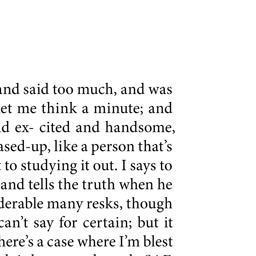 and said too much, and was
et me think a minute; and
d ex- cited and handsome,
ased-up, like a person that's
to studying it out. I says to
and tells the truth when he
derable many resks, though
can't say for certain; but it
here's a case where I'm blest